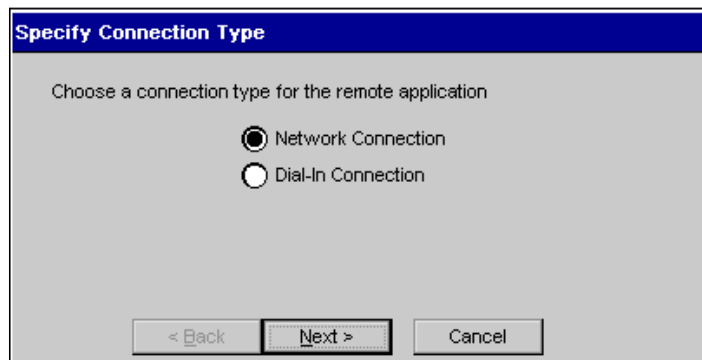 Specify Connection Type
Choose a connection type for the remote application
Network Connection
Dial-In Connection
< Back Next > Cancel